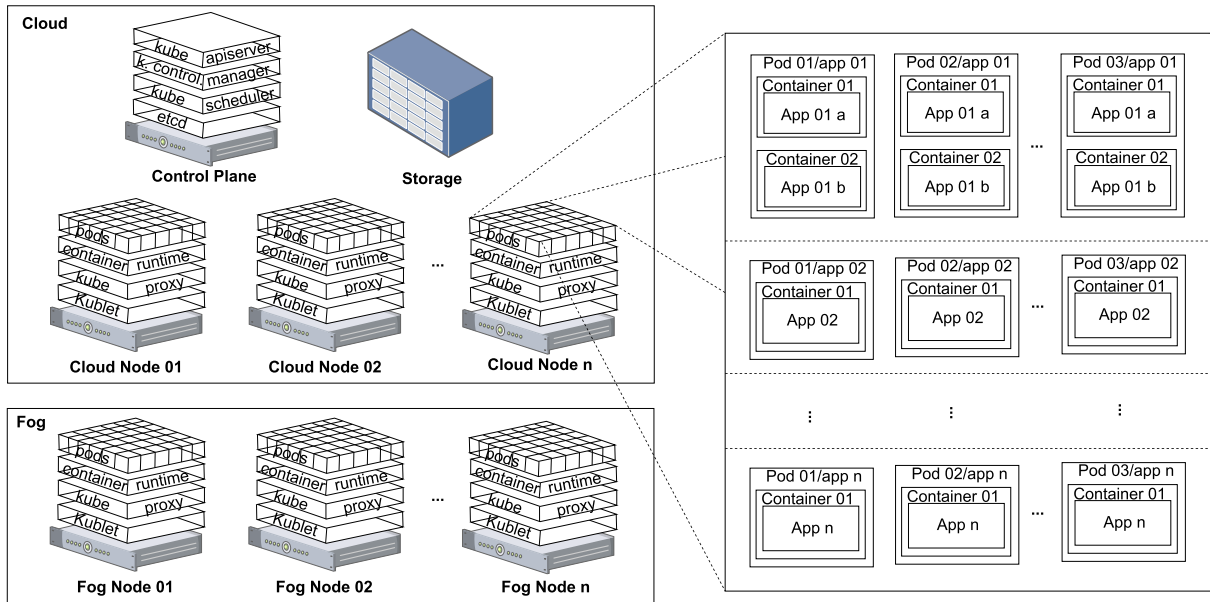 Cloud
kube apiserver
k. control. manager
kube scheduler
etcd
Control Plane
Storage
pods
container runtime
kube proxy
Kublet
Cloud Node 01
pods
container runtime
kube proxy
Kublet
Cloud Node 02
...
pods
container runtime
kube proxy
Kublet
Cloud Node n
Fog
pods
container runtime
kube proxy
Kublet
Fog Node 01
pods
container runtime
kube proxy
Kublet
Fog Node 02
...
pods
container runtime
kube proxy
Kublet
Fog Node n
Pod 01/app 01
Container 01
App 01 a
Container 02
App 01 b
Pod 02/app 01
Container 01
App 01 a
Container 02
App 01 b
...
Pod 03/app 01
Container 01
App 01 a
Container 02
App 01 b
Pod 01/app 02
Container 01
App 02
Pod 02/app 02
Container 01
App 02
...
Pod 03/app 02
Container 01
App 02
...
...
...
Pod 01/app n
Container 01
App n
Pod 02/app n
Container 01
App n
...
Pod 03/app n
Container 01
App n